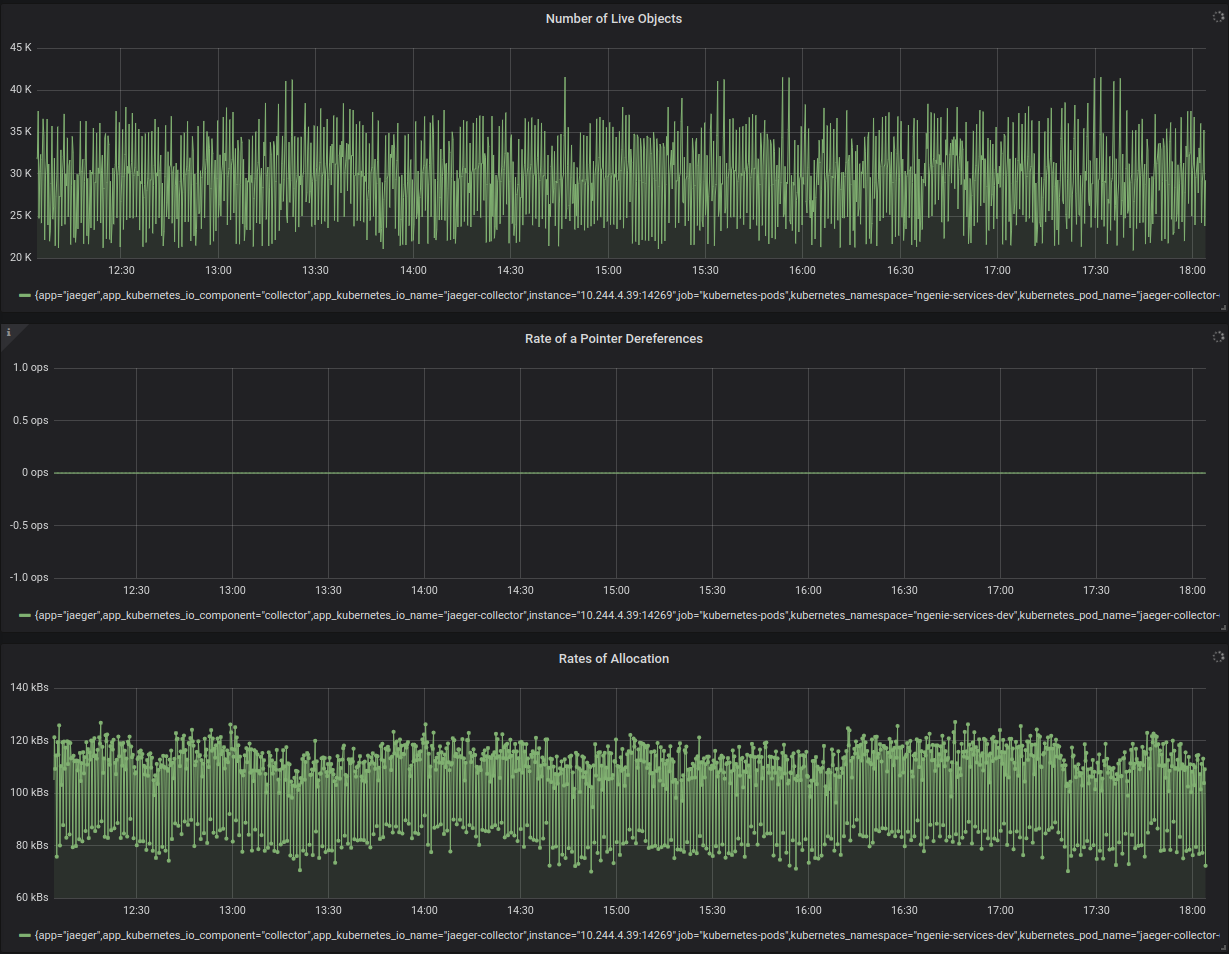 Number of Live Objects
45 K
40 K
35 K
30 K
25 K
20 K
12:30 13:00 13:30 14:00 14:30 15:00 15:30 16:00 16:30 17:00 17:30 18:00
{app="jaeger",app_kubernetes_io_component="collector",app_kubernetes_io_name="jaeger-collector",instance="10.244.4.39:14269",job="kubernetes-pods",kubernetes_namespace="ngenie-services-dev",kubernetes_pod_name="jaeger-collector-
i
Rate of a Pointer Dereferences
1.0 ops
0.5 ops
0 ops
-0.5 ops
-1.0 ops
12:30 13:00 13:30 14:00 14:30 15:00 15:30 16:00 16:30 17:00 17:30 18:00
{app="jaeger",app_kubernetes_io_component="collector",app_kubernetes_io_name="jaeger-collector",instance="10.244.4.39:14269",job="kubernetes-pods",kubernetes_namespace="ngenie-services-dev",kubernetes_pod_name="jaeger-collector-
Rates of Allocation
140 kBs
120 kBs
100 kBs
80 kBs
60 kBs
12:30 13:00 13:30 14:00 14:30 15:00 15:30 16:00 16:30 17:00 17:30 18:00
{app="jaeger",app_kubernetes_io_component="collector",app_kubernetes_io_name="jaeger-collector",instance="10.244.4.39:14269",job="kubernetes-pods",kubernetes_namespace="ngenie-services-dev",kubernetes_pod_name="jaeger-collector-